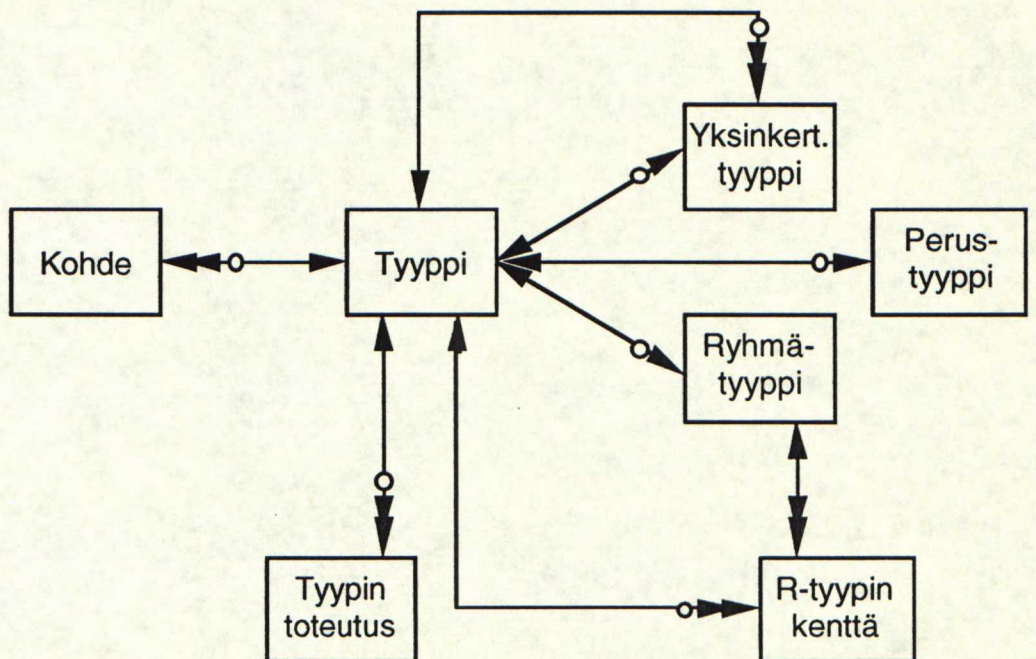 Yksinkert.
tyyppi
Kohde
Tyyppi
Perus-
tyyppi
Ryhmä-
tyyppi
Tyypin
toteutus
R-tyypin
kenttä